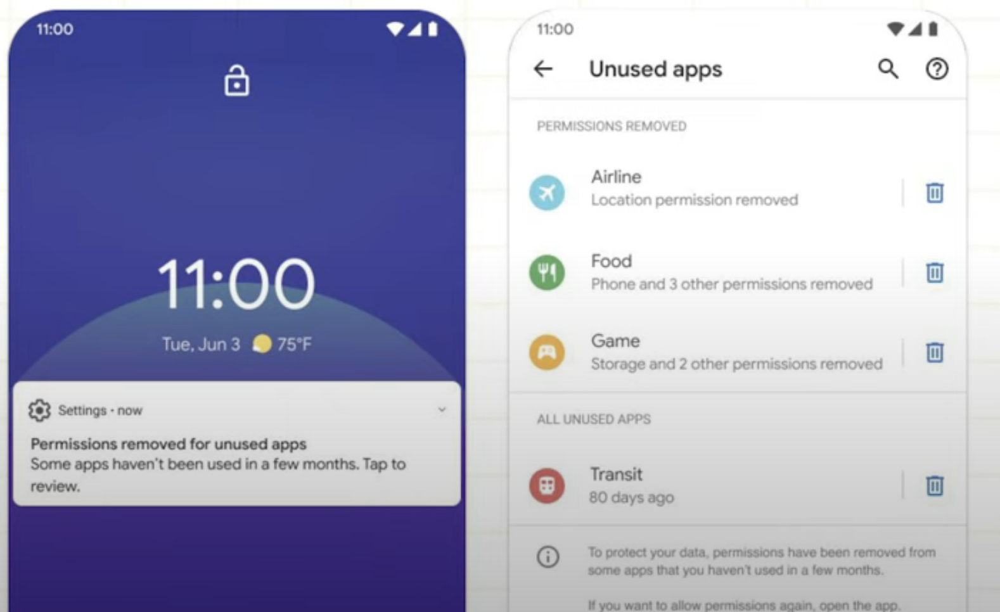 11:00
11:00
Tue, Jun 3 75°F
Settings · now
Permissions removed for unused apps
Some apps haven't been used in a few months. Tap to
review.
11:00
Unused apps
PERMISSIONS REMOVED
Airline
Location permission removed
Food
Phone and 3 other permissions removed
Game
Storage and 2 other permissions removed
ALL UNUSED APPS
Transit
80 days ago
To protect your data, permissions have been removed from
some apps that you haven't used in a few months.
If you want to allow permissions again, open the app.